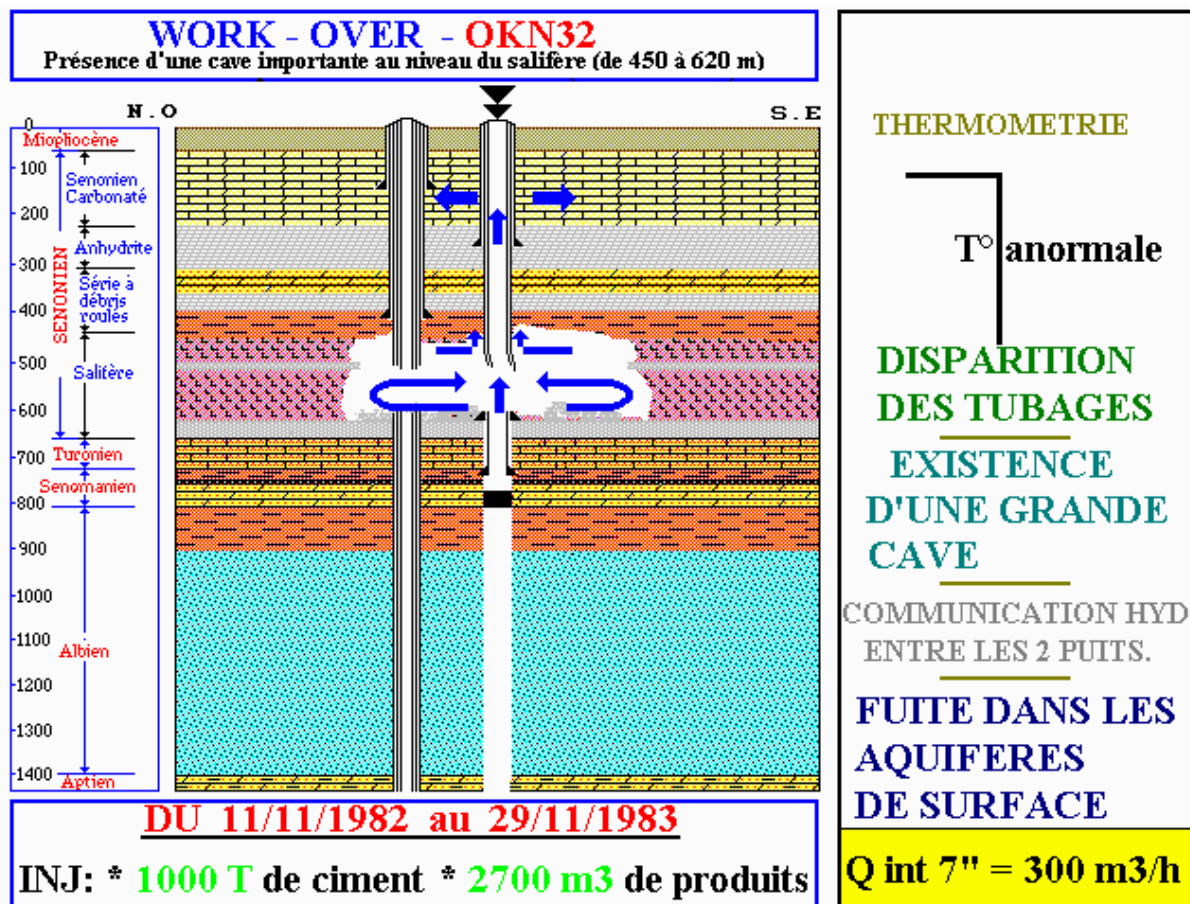 WORK - OVER - OKN32
Présence d'une cave importante au niveau du salifère (de 450 à 620 m)
N.O
S.E
0
100
200
300
400
500
600
700
800
900
1000
1100
1200
1300
1400
Miopliocène
SENONIEN
Senonien
Carbonaté
Anhydrite
Série à
débris
roulés
Salifère
Turonien
Senomanien
Albien
Aptien
DU 11/11/1982 au 29/11/1983
INJ: * 1000 T de ciment * 2700 m3 de produits
THERMOMETRIE
T° anormale
DISPARITION
DES TUBAGES
EXISTENCE
D'UNE GRANDE
CAVE
COMMUNICATION HYD
ENTRE LES 2 PUITS.
FUITE DANS LES
AQUIFERES
DE SURFACE
Q int 7" = 300 m3/h